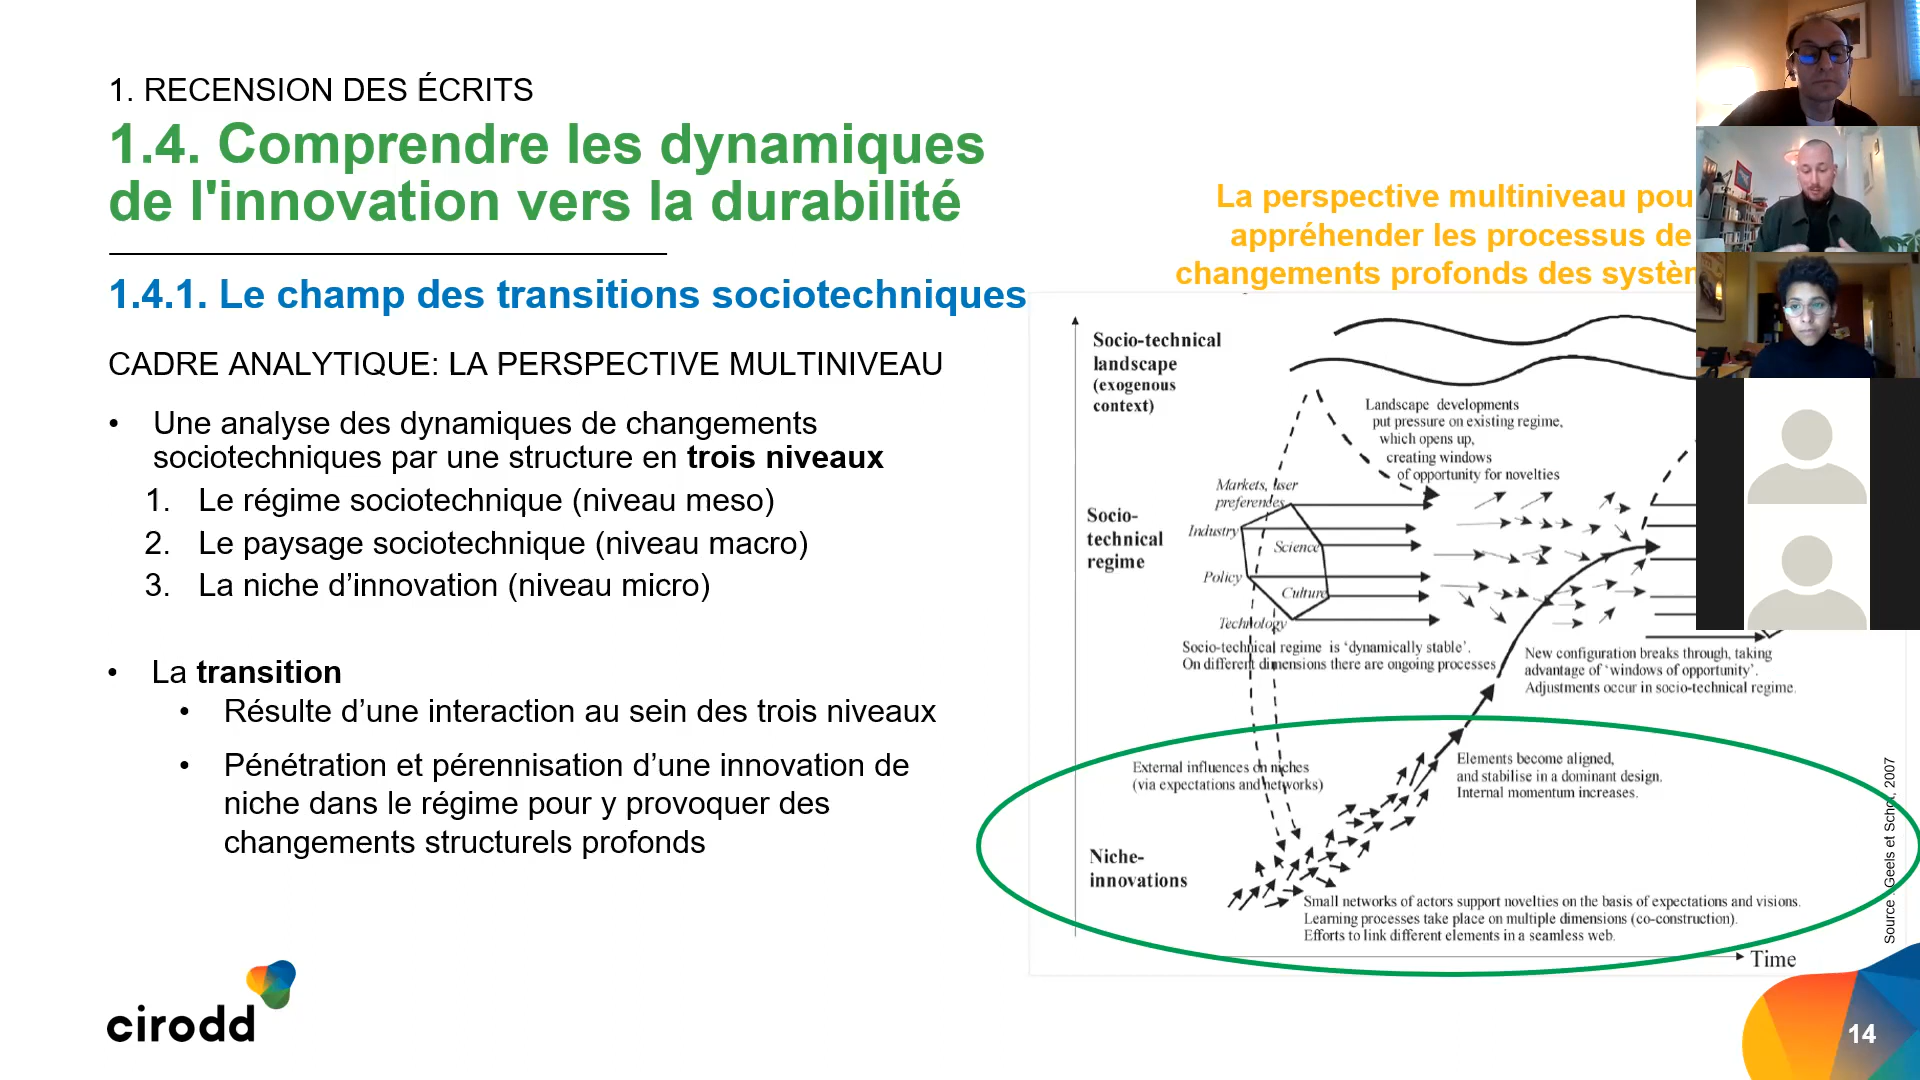 1. RECENSION DES ÉCRITS
1.4. Comprendre les dynamiques
de l'innovation vers la durabilité
1.4.1. Le champ des transitions sociotechniques
CADRE ANALYTIQUE: LA PERSPECTIVE MULTINIVEAU
• Une analyse des dynamiques de changements
sociotechniques par une structure en trois niveaux
1. Le régime sociotechnique (niveau meso)
2. Le paysage sociotechnique (niveau macro)
3. La niche d’innovation (niveau micro)
• La transition
• Résulte d’une interaction au sein des trois niveaux
• Pénétration et pérennisation d’une innovation de
niche dans le régime pour y provoquer des
changements structurels profonds
cirodd
La perspective multiniveau pou
appréhender les processus de
changements profonds des systèm
Socio-technical
landscape
(exogenous
context)
Landscape developments
put pressure on existing regime,
which opens up,
creating windows
of opportunity for novelties
Markets, user
preferences
Industry
Science
Policy
Culture
Technology
Socio-
technical
regime
Socio-technical regime is ‘dynamically stable’.
On different dimensions there are ongoing processes
New configuration breaks through, taking
advantage of ‘windows of opportunity’.
Adjustments occur in socio-technical regime.
External influences on niches
(via expectations and networks)
Elements become aligned,
and stabilise in a dominant design.
Internal momentum increases.
Niche-
innovations
Small networks of actors support novelties on the basis of expectations and visions.
Learning processes take place on multiple dimensions (co-construction).
Efforts to link different elements in a seamless web.
Time
Source : Geels et Schot, 2007
14